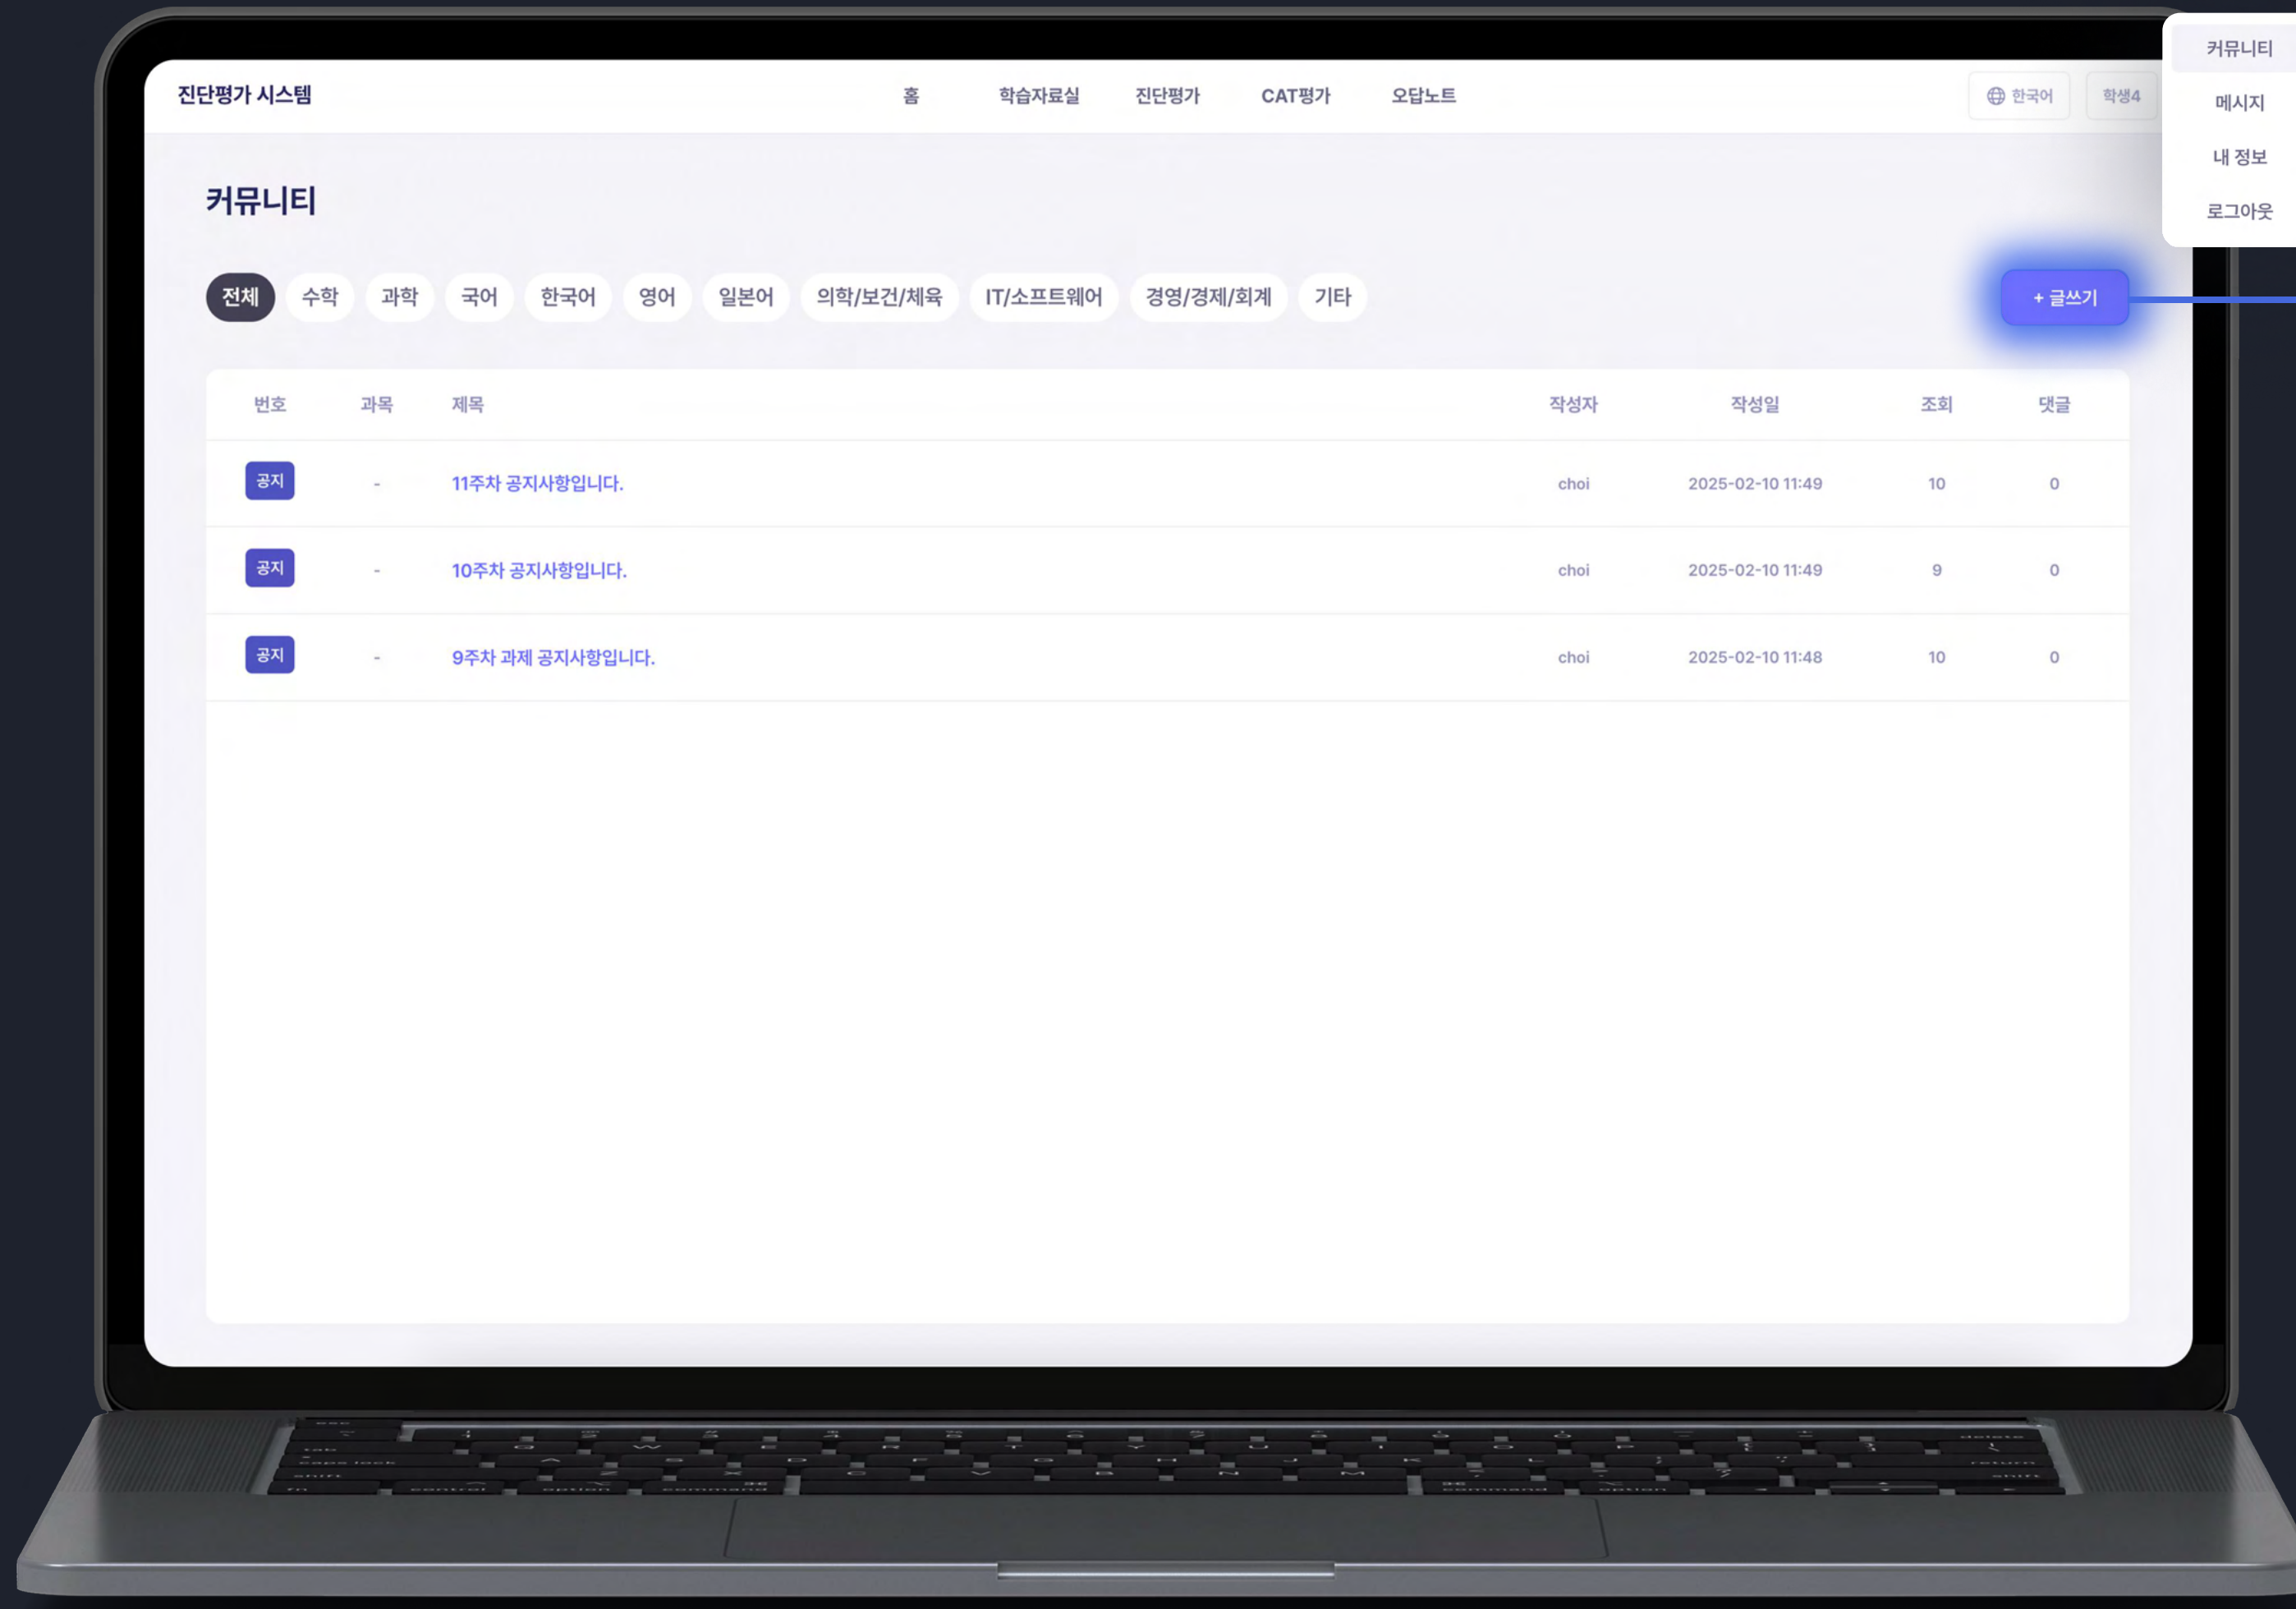 진단평가 시스템 홈 학습자료실 진단평가 CAT평가 오답노트 한국어 학생4
커뮤니티
메시지
내 정보
로그아웃
커뮤니티
전체 수학 과학 국어 한국어 영어 일본어 의학/보건/체육 IT/소프트웨어 경영/경제/회계 기타 + 글쓰기
번호 과목 제목 작성자 작성일 조회 댓글
공지 - 11주차 공지사항입니다. choi 2025-02-10 11:49 10 0
공지 - 10주차 공지사항입니다. choi 2025-02-10 11:49 9 0
공지 - 9주차 과제 공지사항입니다. choi 2025-02-10 11:48 10 0